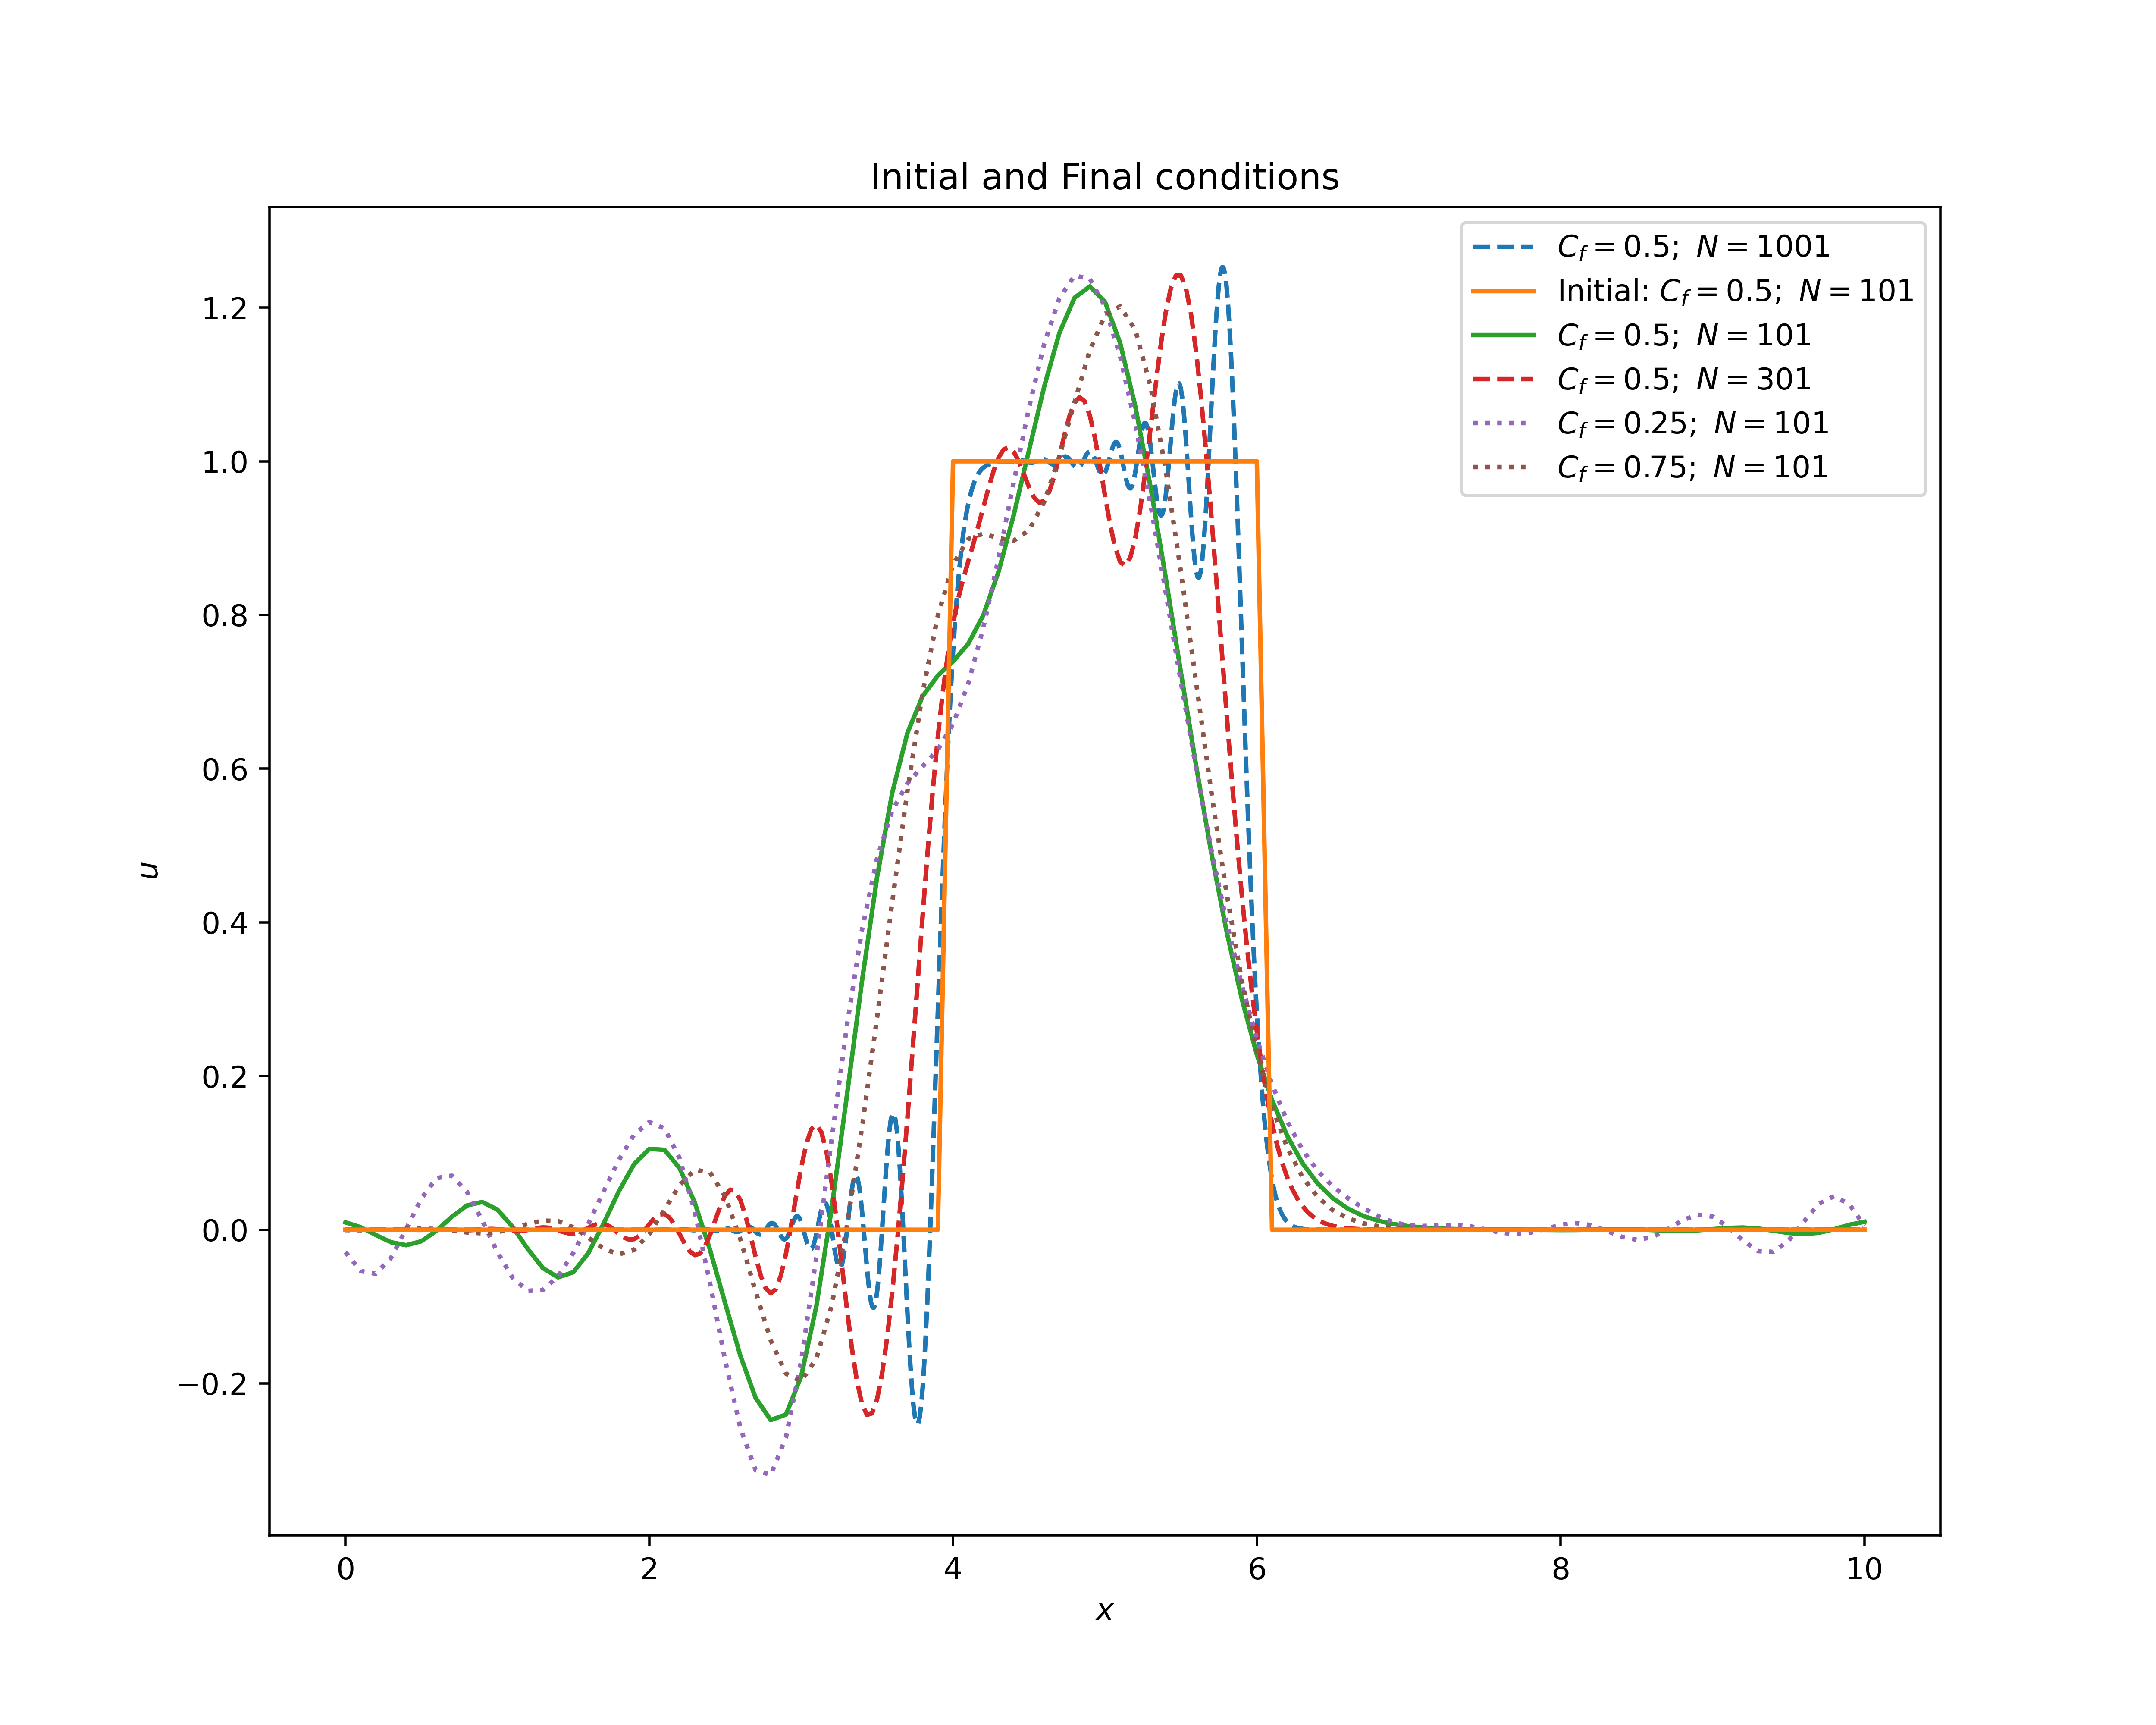 Initial and Final conditions
C_f = 0.5; N = 1001
Initial: C_f = 0.5; N = 101
C_f = 0.5; N = 101
C_f = 0.5; N = 301
C_f = 0.25; N = 101
C_f = 0.75; N = 101
1.2
1.0
0.8
0.6
0.4
0.2
0.0
−0.2
u
0 2 4 6 8 10
x